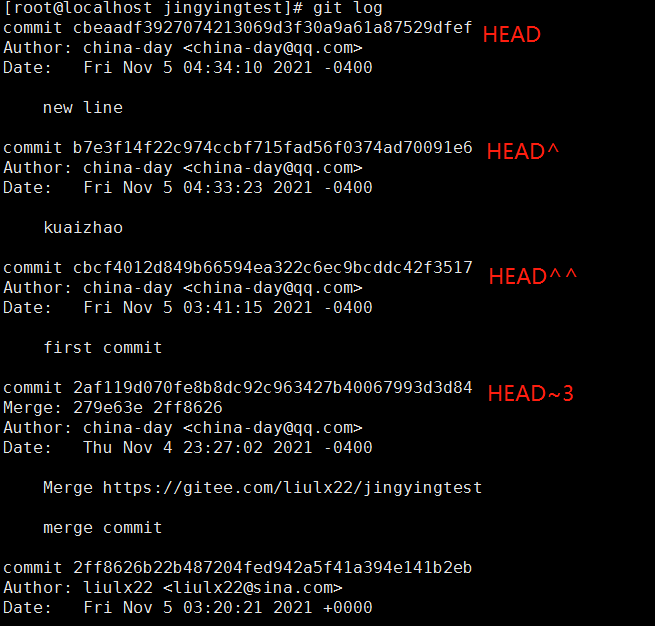 [root@localhost jingyingtest]# git log
commit cbeaadf3927074213069d3f30a9a61a87529dfef HEAD
Author: china-day <china-day@qq.com>
Date:   Fri Nov 5 04:34:10 2021 -0400
new line
commit b7e3f14f22c974ccbf715fad56f0374ad70091e6 HEAD^
Author: china-day <china-day@qq.com>
Date:   Fri Nov 5 04:33:23 2021 -0400
kuaizhao
commit cbcf4012d849b66594ea322c6ec9bcddc42f3517 HEAD^^
Author: china-day <china-day@qq.com>
Date:   Fri Nov 5 03:41:15 2021 -0400
first commit
commit 2af119d070fe8b8dc92c963427b40067993d3d84 HEAD~3
Merge: 279e63e 2ff8626
Author: china-day <china-day@qq.com>
Date:   Thu Nov 4 23:27:02 2021 -0400
Merge https://gitee.com/liulx22/jingyingtest
merge commit
commit 2ff8626b22b487204fed942a5f41a394e141b2eb
Author: liulx22 <liulx22@sina.com>
Date:   Fri Nov 5 03:20:21 2021 +0000